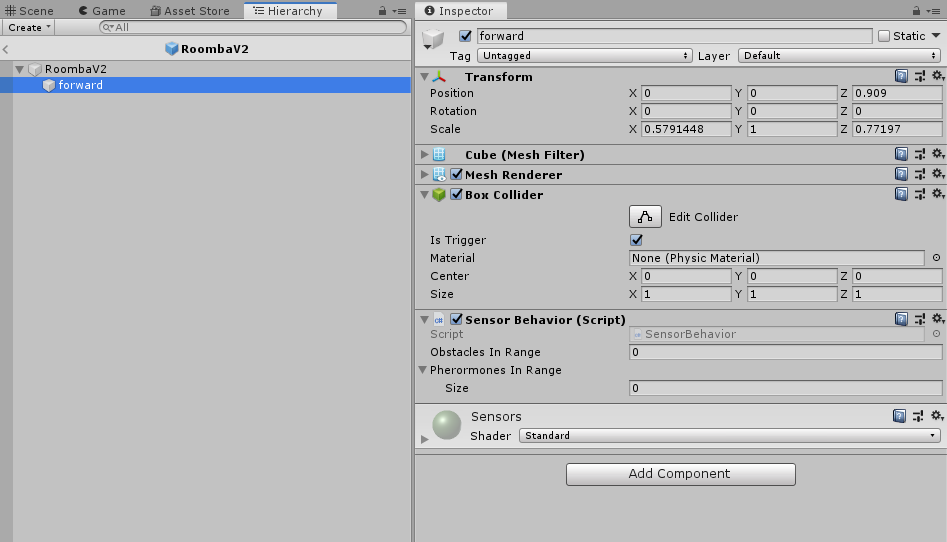 Scene Game Asset Store Hierarchy
Create All
RoombaV2
RoombaV2
forward
Inspector
forward Static
Tag Untagged Layer Default
Transform
Position X 0 Y 0 Z 0.909
Rotation X 0 Y 0 Z 0
Scale X 0.5791448 Y 1 Z 0.77197
Cube (Mesh Filter)
Mesh Renderer
Box Collider
Edit Collider
Is Trigger
Material None (Physic Material)
Center X 0 Y 0 Z 0
Size X 1 Y 1 Z 1
c# Sensor Behavior (Script)
Script SensorBehavior
Obstacles In Range 0
Pherormones In Range
Size 0
Sensors
Shader Standard
Add Component